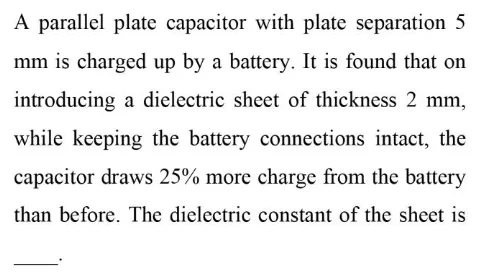 A parallel plate capacitor with plate separation 5
mm is charged up by a battery. It is found that on
introducing a dielectric sheet of thickness 2 mm,
while keeping the battery connections intact, the
capacitor draws 25% more charge from the battery
than before. The dielectric constant of the sheet is
____.